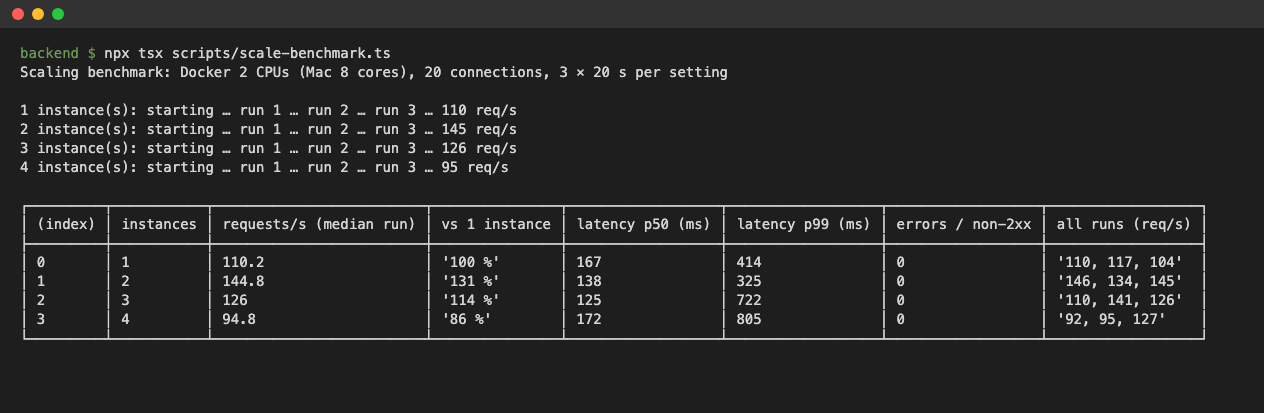 backend $ npx tsx scripts/scale-benchmark.ts
Scaling benchmark: Docker 2 CPUs (Mac 8 cores), 20 connections, 3 × 20 s per setting
1 instance(s): starting … run 1 … run 2 … run 3 … 110 req/s
2 instance(s): starting … run 1 … run 2 … run 3 … 145 req/s
3 instance(s): starting … run 1 … run 2 … run 3 … 126 req/s
4 instance(s): starting … run 1 … run 2 … run 3 … 95 req/s
(index) instances requests/s (median run) vs 1 instance latency p50 (ms) latency p99 (ms) errors / non-2xx all runs (req/s)
0 1 110.2 '100 %' 167 414 0 '110, 117, 104'
1 2 144.8 '131 %' 138 325 0 '146, 134, 145'
2 3 126 '114 %' 125 722 0 '110, 141, 126'
3 4 94.8 '86 %' 172 805 0 '92, 95, 127'